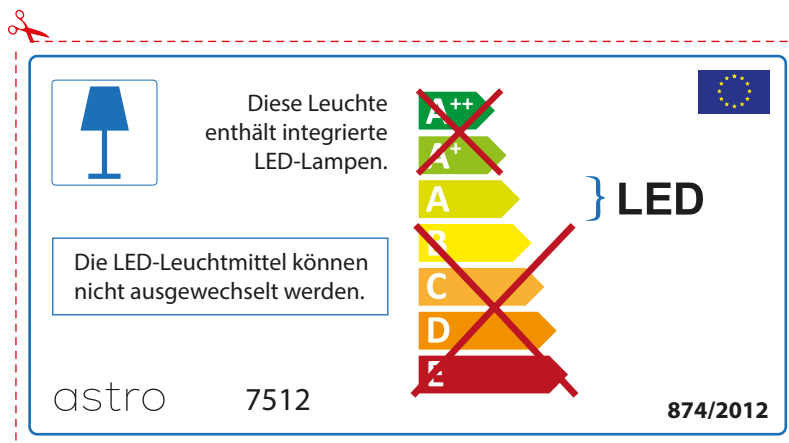 Diese Leuchte
enthält integrierte
LED-Lampen.
Die LED-Leuchtmittel können
nicht ausgewechselt werden.
A++
A+
A
B
C
D
E
LED
astro
7512
874/2012